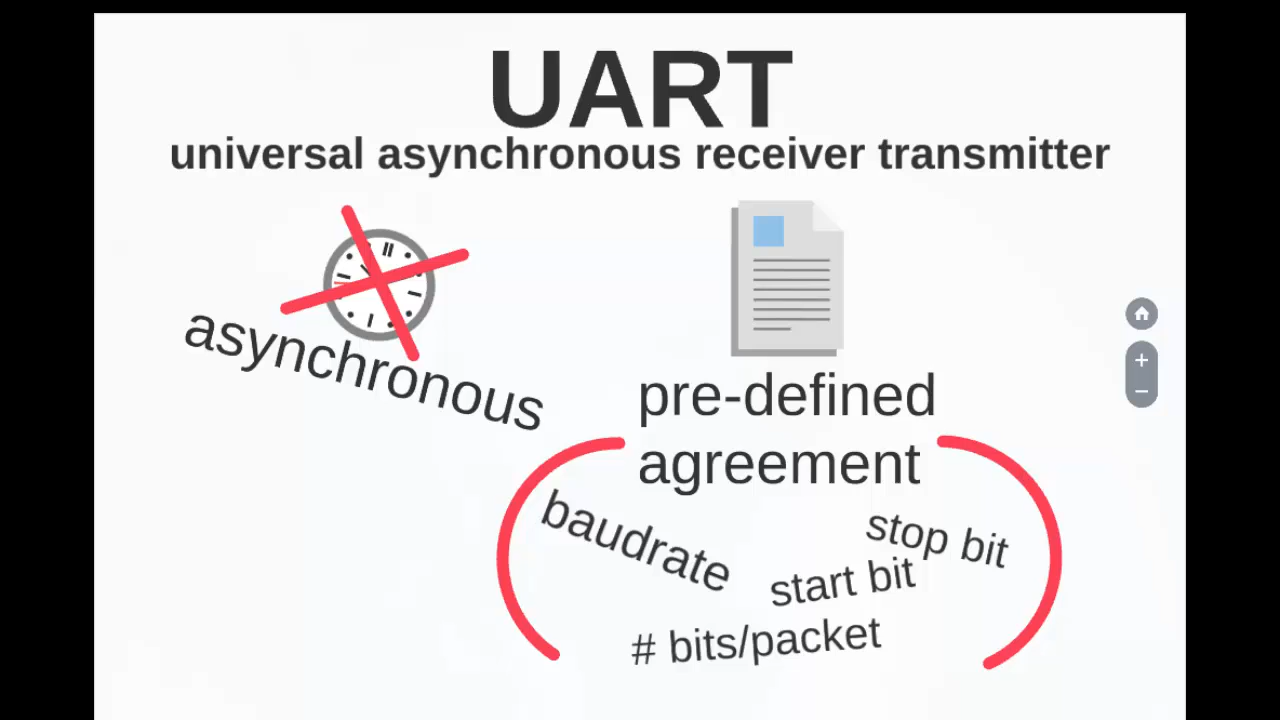 UART
universal asynchronous receiver transmitter
asynchronous
pre-defined
agreement
baudrate
stop bit
start bit
# bits/packet